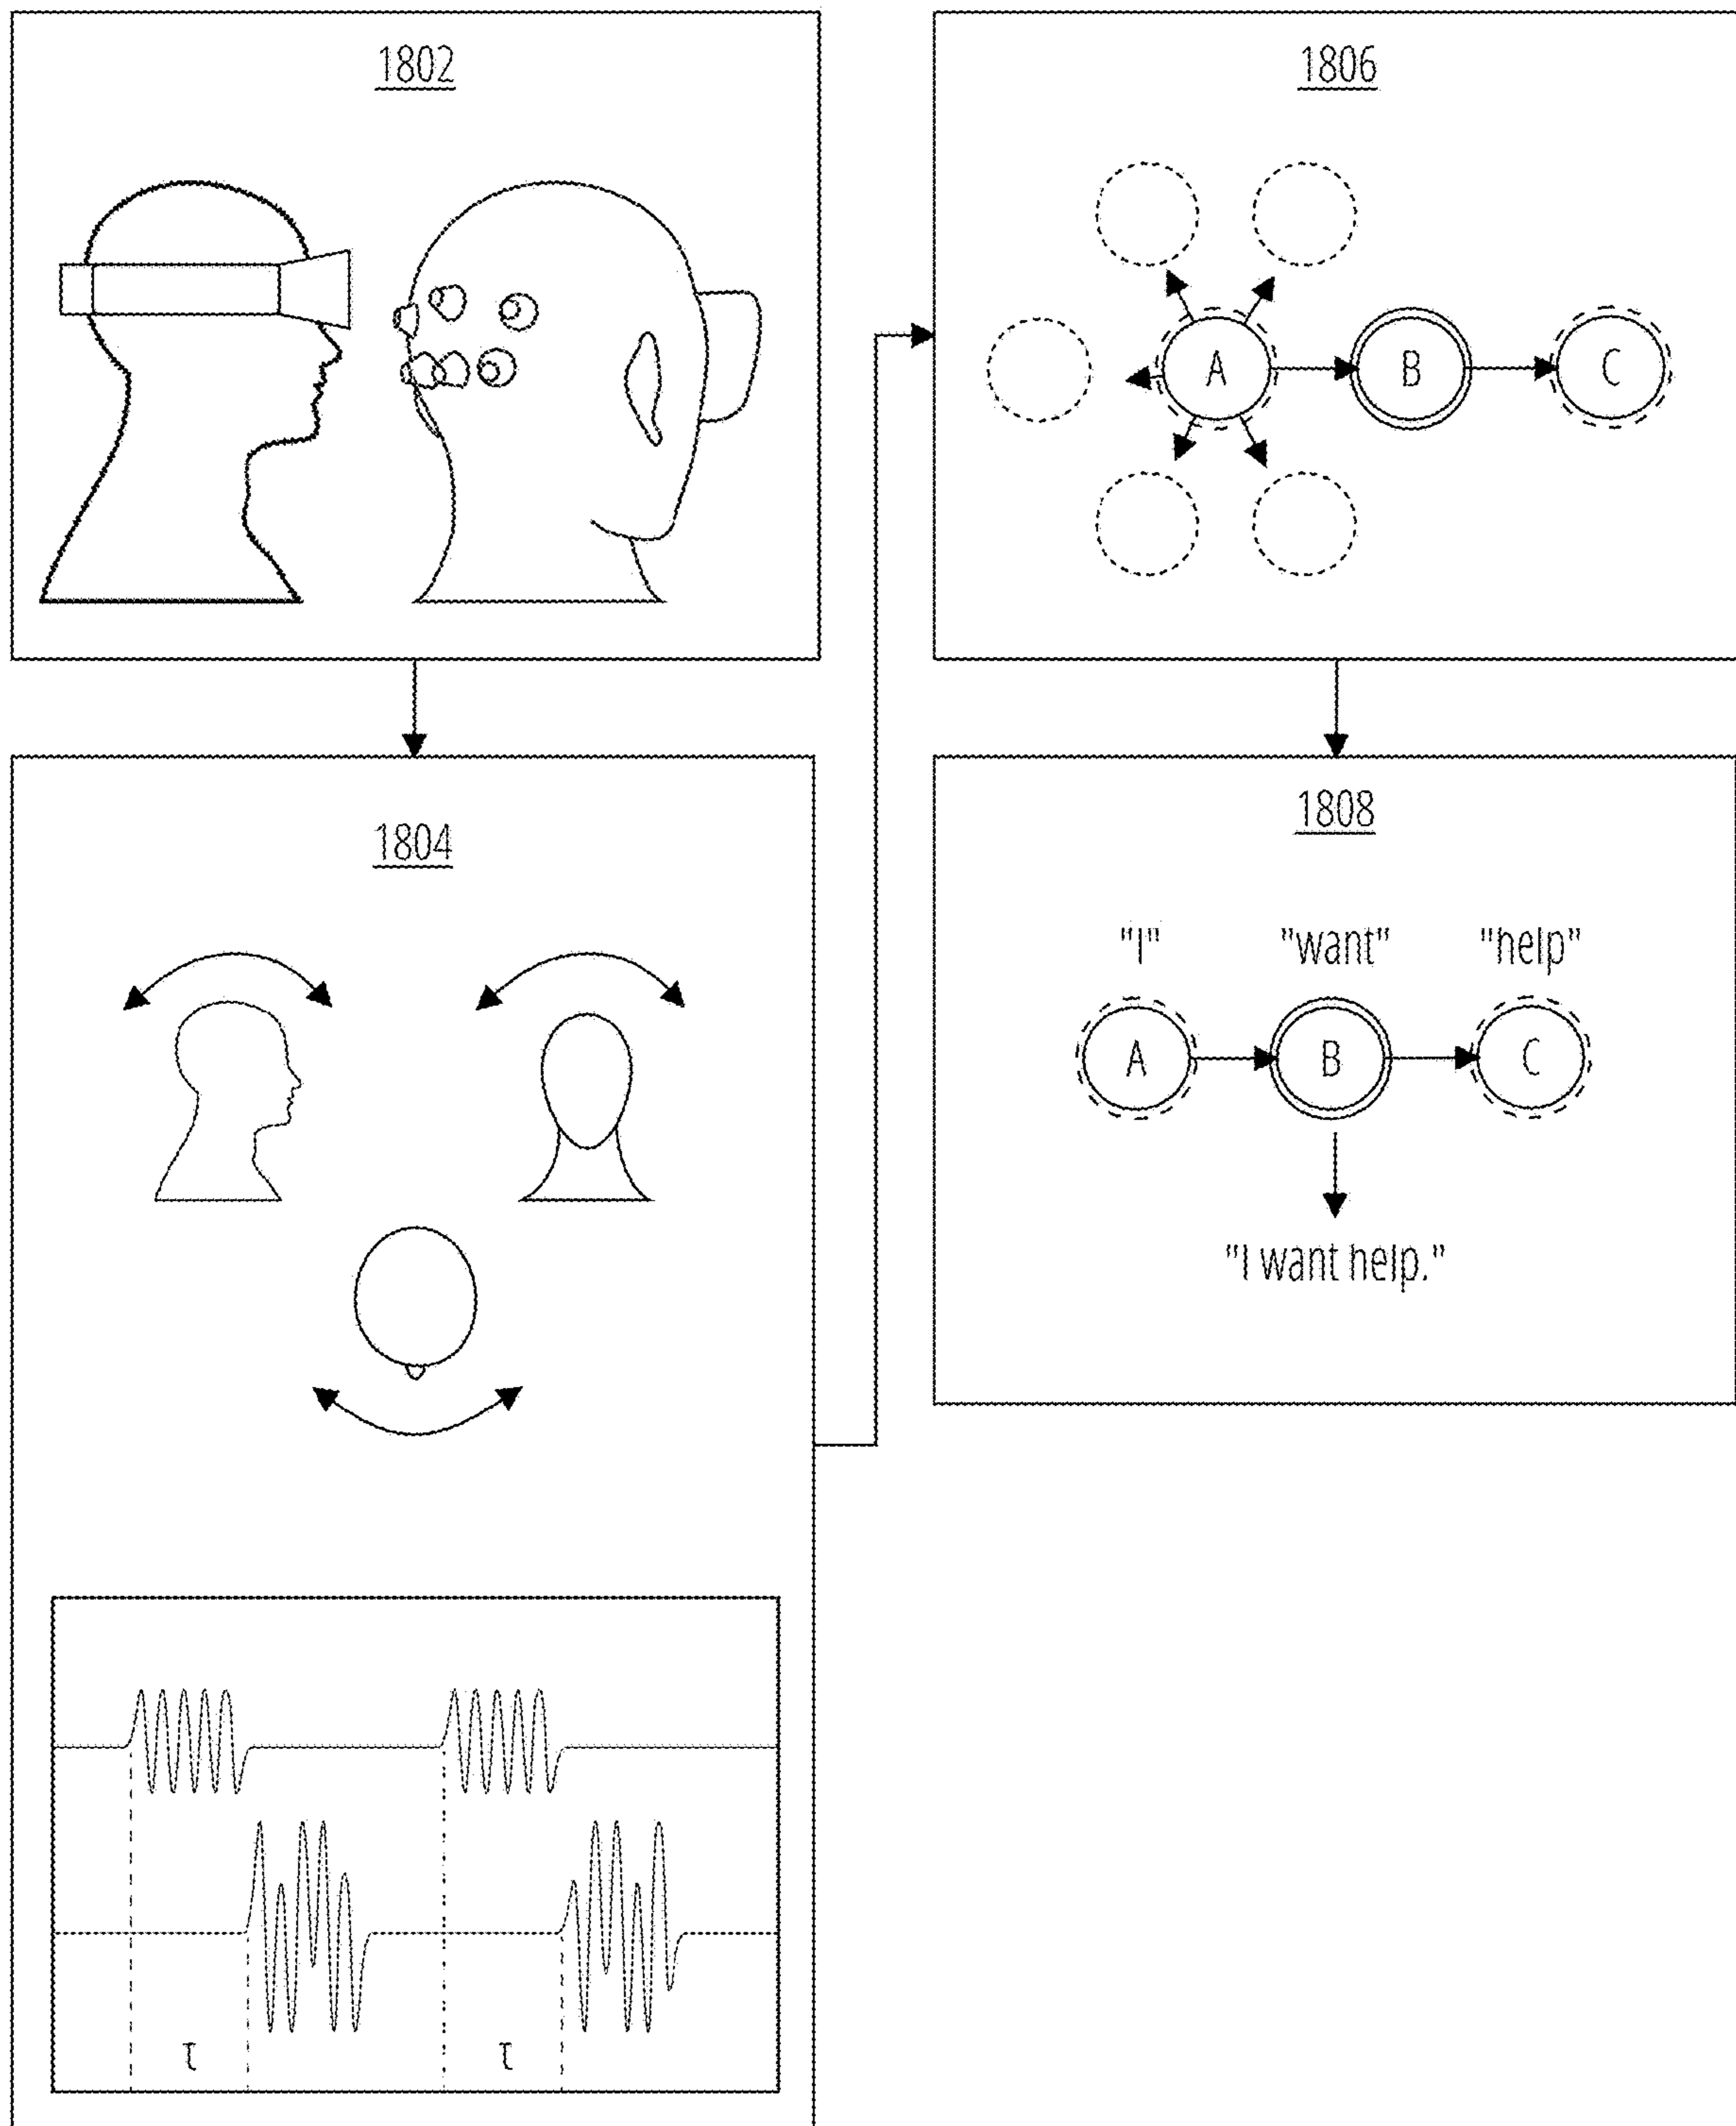 1802
1804
τ τ
1806
A B C
1808
"I" "want" "help"
A B C
"I want help."